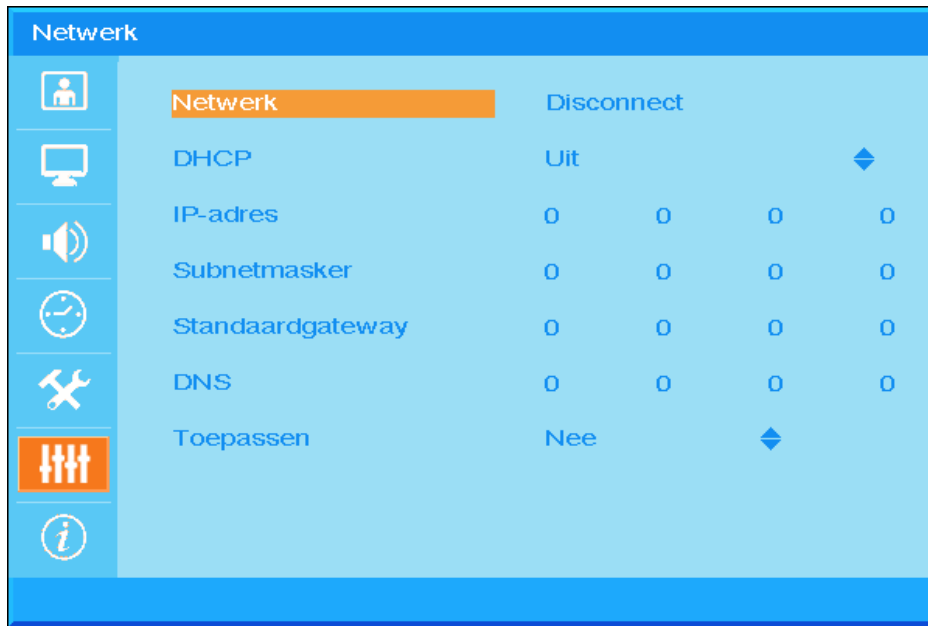 Netwerk
Netwerk Disconnect
DHCP Uit
IP-adres 0 0 0 0
Subnetmasker 0 0 0 0
Standaardgateway 0 0 0 0
DNS 0 0 0 0
Toepassen Nee
i